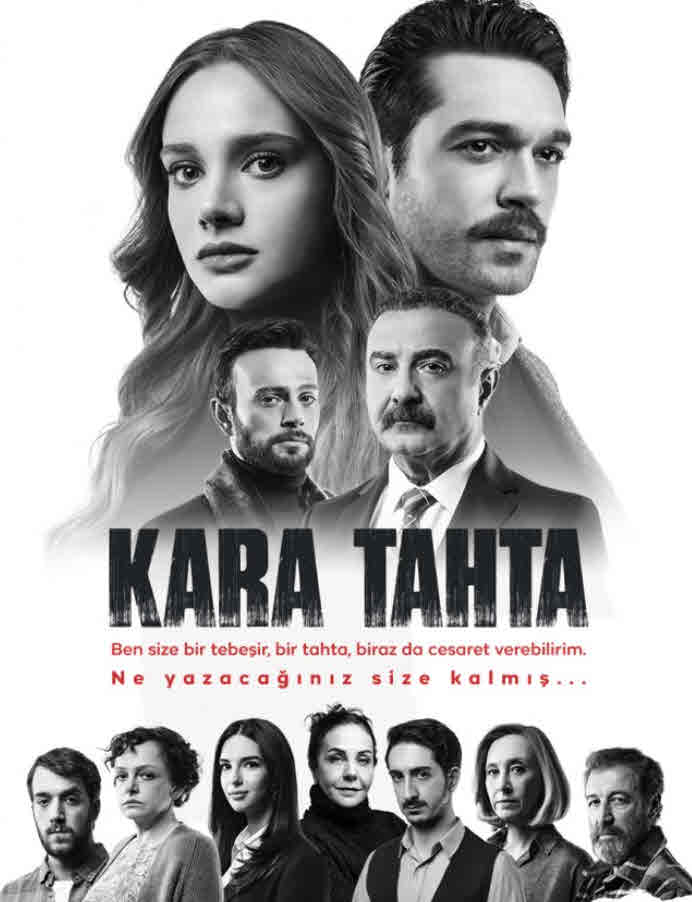 KARA TAHTA
Ben size bir tebeşir, bir tahta, biraz da cesaret verebilirim.
Ne yazacağınız size kalmış...